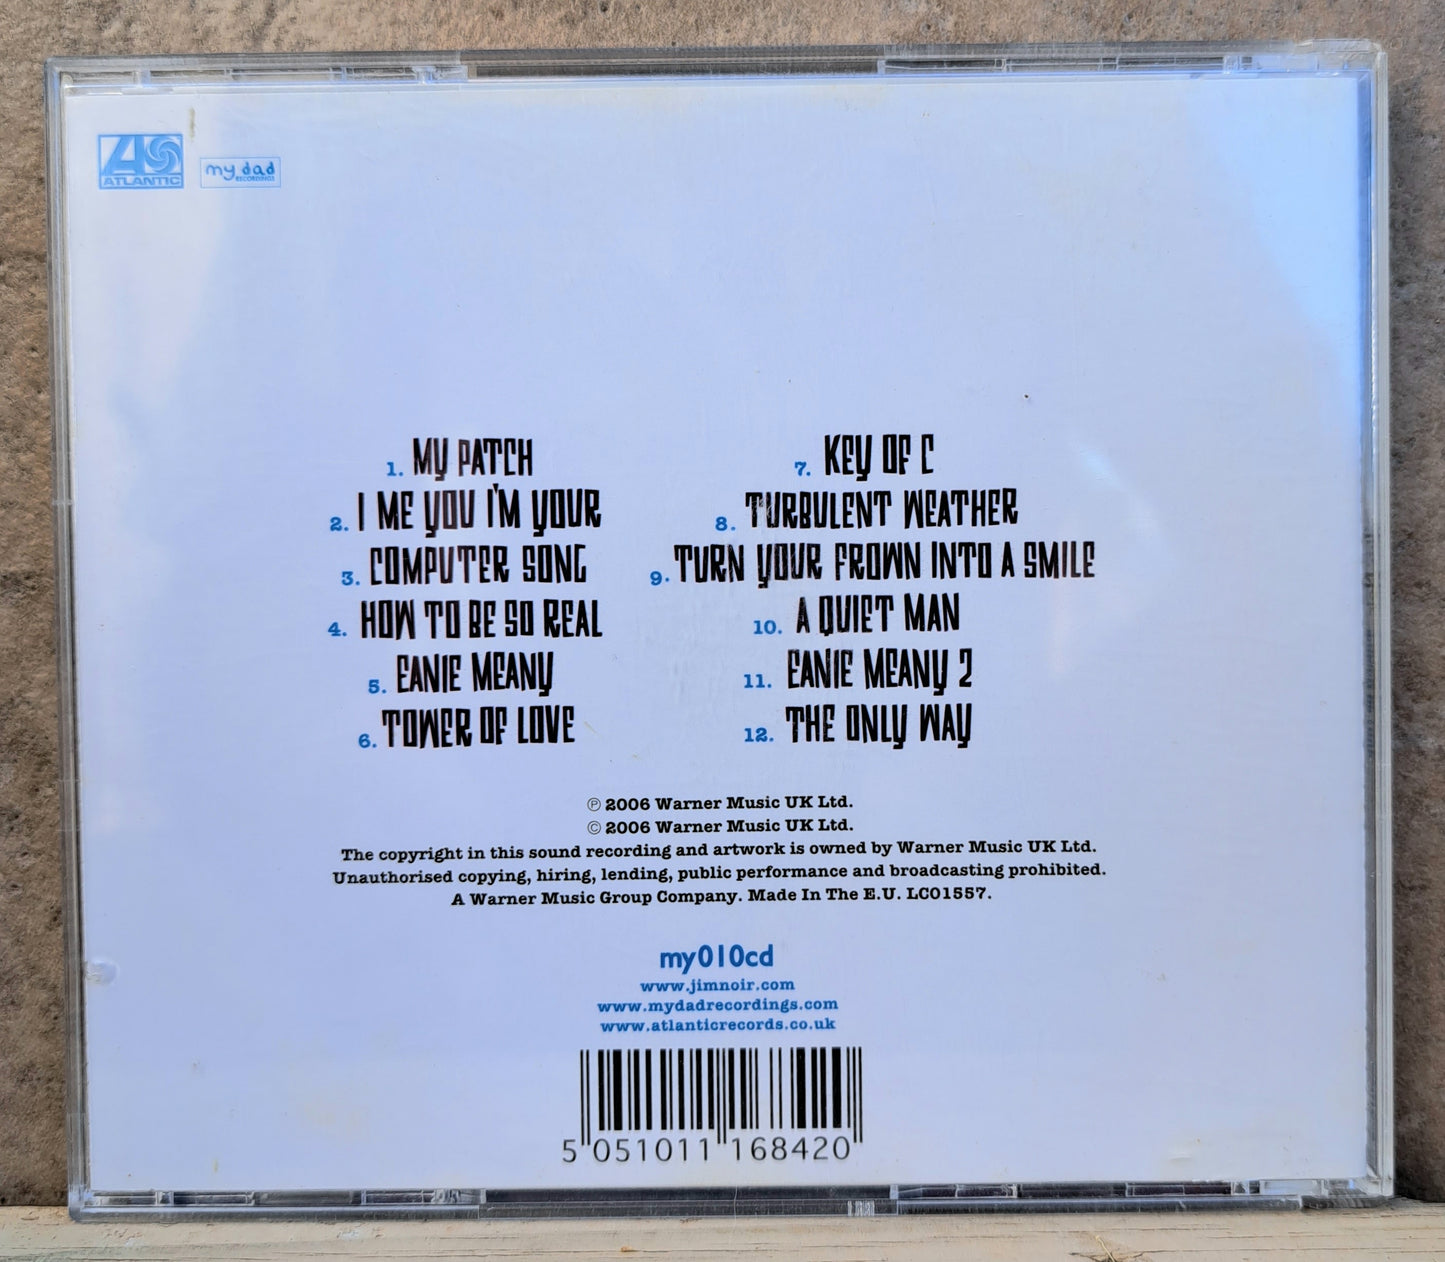 ATLANTIC
my dad
RECORDINGS
1. MY PATCH
2. I ME YOU I'M YOUR
3. COMPUTER SONG
4. HOW TO BE SO REAL
5. EANIE MEANY
6. TOWER OF LOVE
7. KEY OF C
8. TURBULENT WEATHER
9. TURN YOUR FROWN INTO A SMILE
10. A QUIET MAN
11. EANIE MEANY 2
12. THE ONLY WAY
℗ 2006 Warner Music UK Ltd.
© 2006 Warner Music UK Ltd.
The copyright in this sound recording and artwork is owned by Warner Music UK Ltd.
Unauthorised copying, hiring, lending, public performance and broadcasting prohibited.
A Warner Music Group Company. Made In The E.U. LC01557.
my010cd
www.jimnoir.com
www.mydadrecordings.com
www.atlanticrecords.co.uk
5 051011 168420